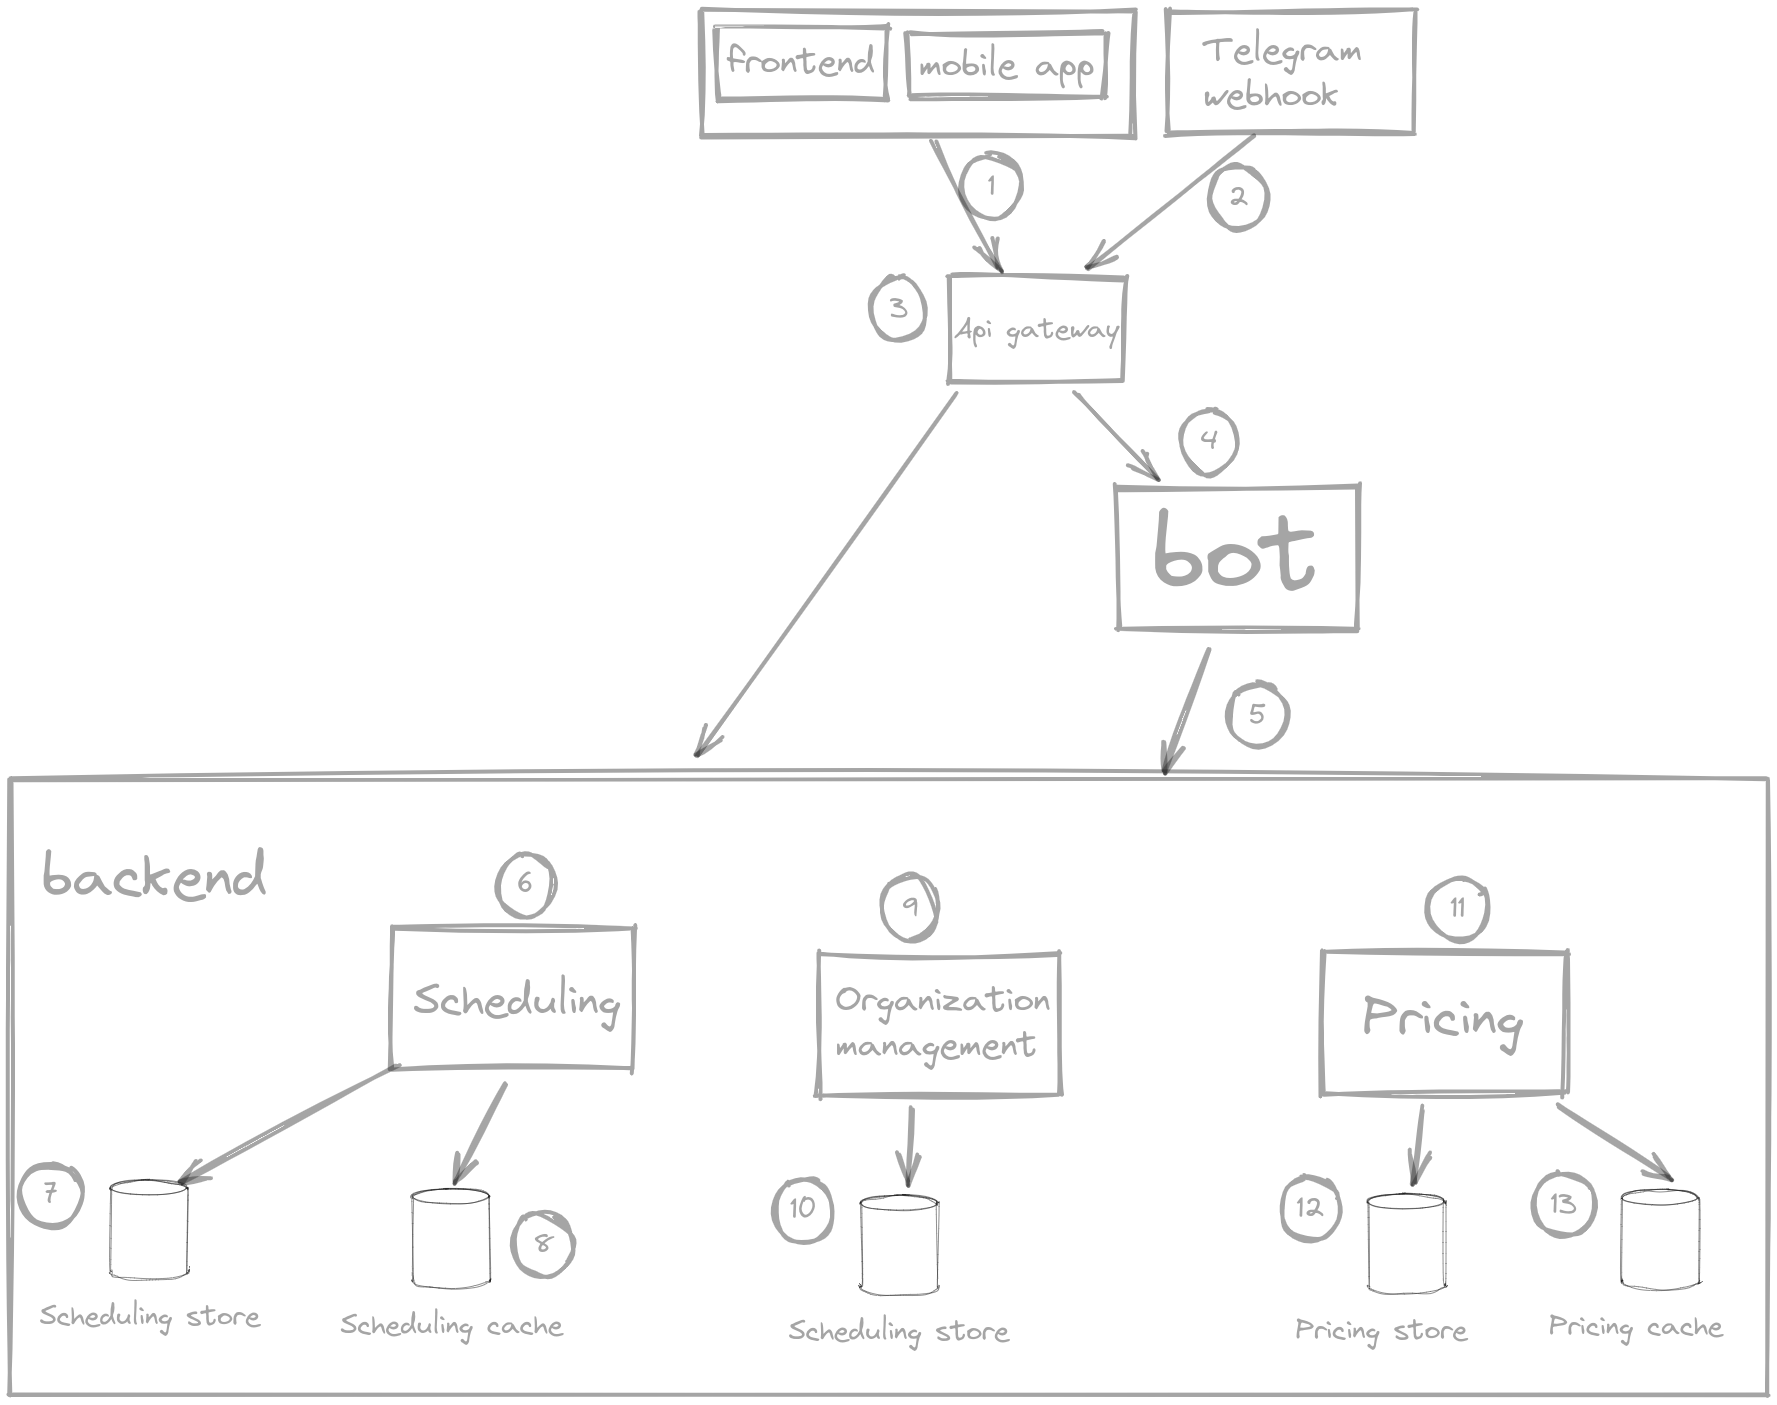 frontend
mobile app
Telegram
webhook
1
2
3
Api gateway
4
bot
5
backend
6
9
11
Scheduling
Organization
management
Pricing
7
8
10
12
13
Scheduling store
Scheduling cache
Scheduling store
Pricing store
Pricing cache